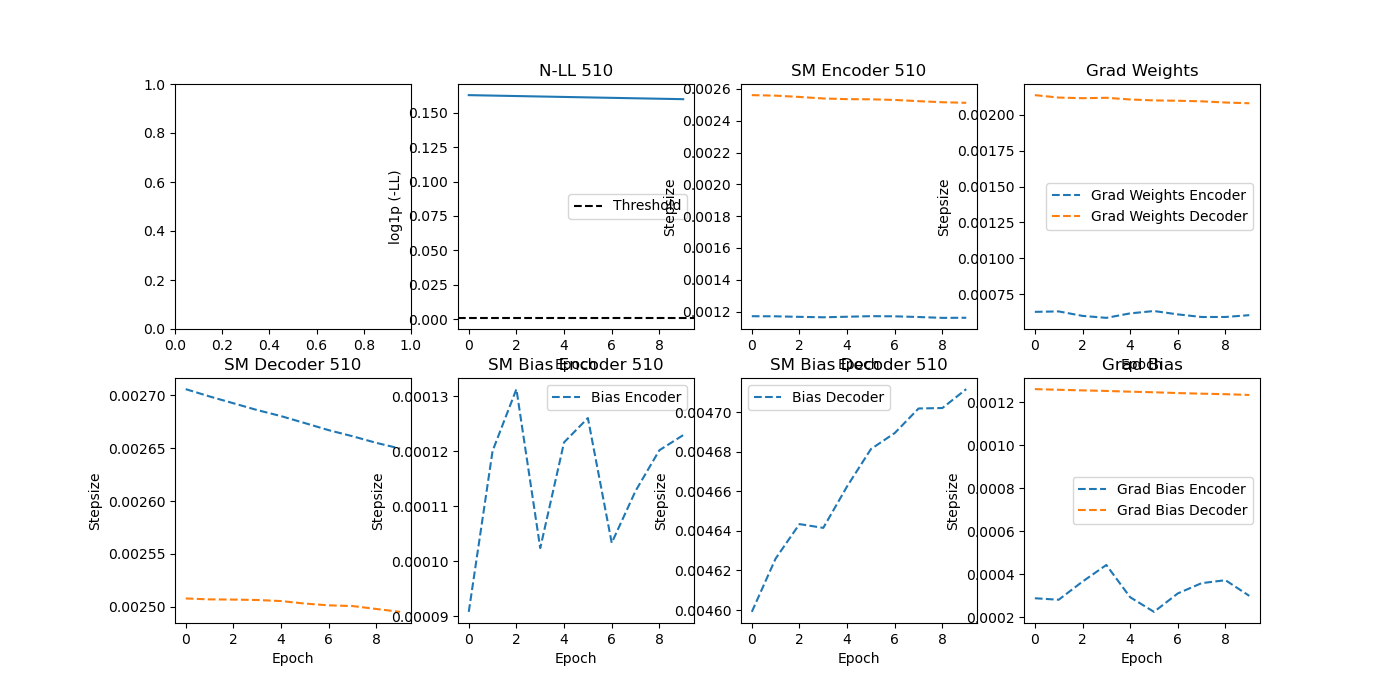 N-LL 510
SM Encoder 510
Grad Weights
1.0
0.8
0.6
0.4
0.2
0.0
0.0 0.2 0.4 0.6 0.8 1.0
log1p (-LL)
0.150
0.125
0.100
0.075
0.050
0.025
0.000
Threshold
0 2 4 6 8
Epoch
Stepsize
0.0026
0.0024
0.0022
0.0020
0.0018
0.0016
0.0014
0.0012
0 2 4 6 8
Epoch
Stepsize
0.00200
0.00175
0.00150
0.00125
0.00100
0.00075
Grad Weights Encoder
Grad Weights Decoder
0 2 4 6 8
Epoch
SM Decoder 510
Stepsize
0.00270
0.00265
0.00260
0.00255
0.00250
0 2 4 6 8
Epoch
SM Bias Encoder 510
Stepsize
0.00013
0.00012
0.00011
0.00010
0.00009
Bias Encoder
0 2 4 6 8
Epoch
SM Bias Decoder 510
Stepsize
0.00470
0.00468
0.00466
0.00464
0.00462
0.00460
Bias Decoder
0 2 4 6 8
Epoch
Grad Bias
Stepsize
0.0012
0.0010
0.0008
0.0006
0.0004
0.0002
Grad Bias Encoder
Grad Bias Decoder
0 2 4 6 8
Epoch